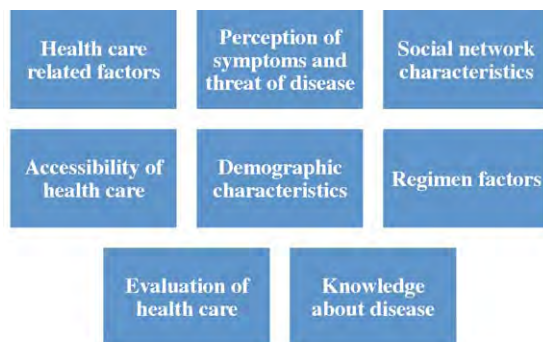 Health care
related factors
Perception of
symptoms and
threat of disease
Social network
characteristics
Accessibility of
health care
Demographic
characteristics
Regimen factors
Evaluation of
health care
Knowledge
about disease